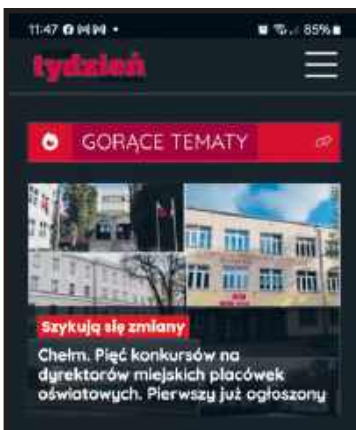 11:47
85%
tydzień
GORĄCE TEMATY
Szykują się zmiany
Chełm. Pięć konkursów na
dyrektorów miejskich placówek
oświatowych. Pierwszy już ogłoszony